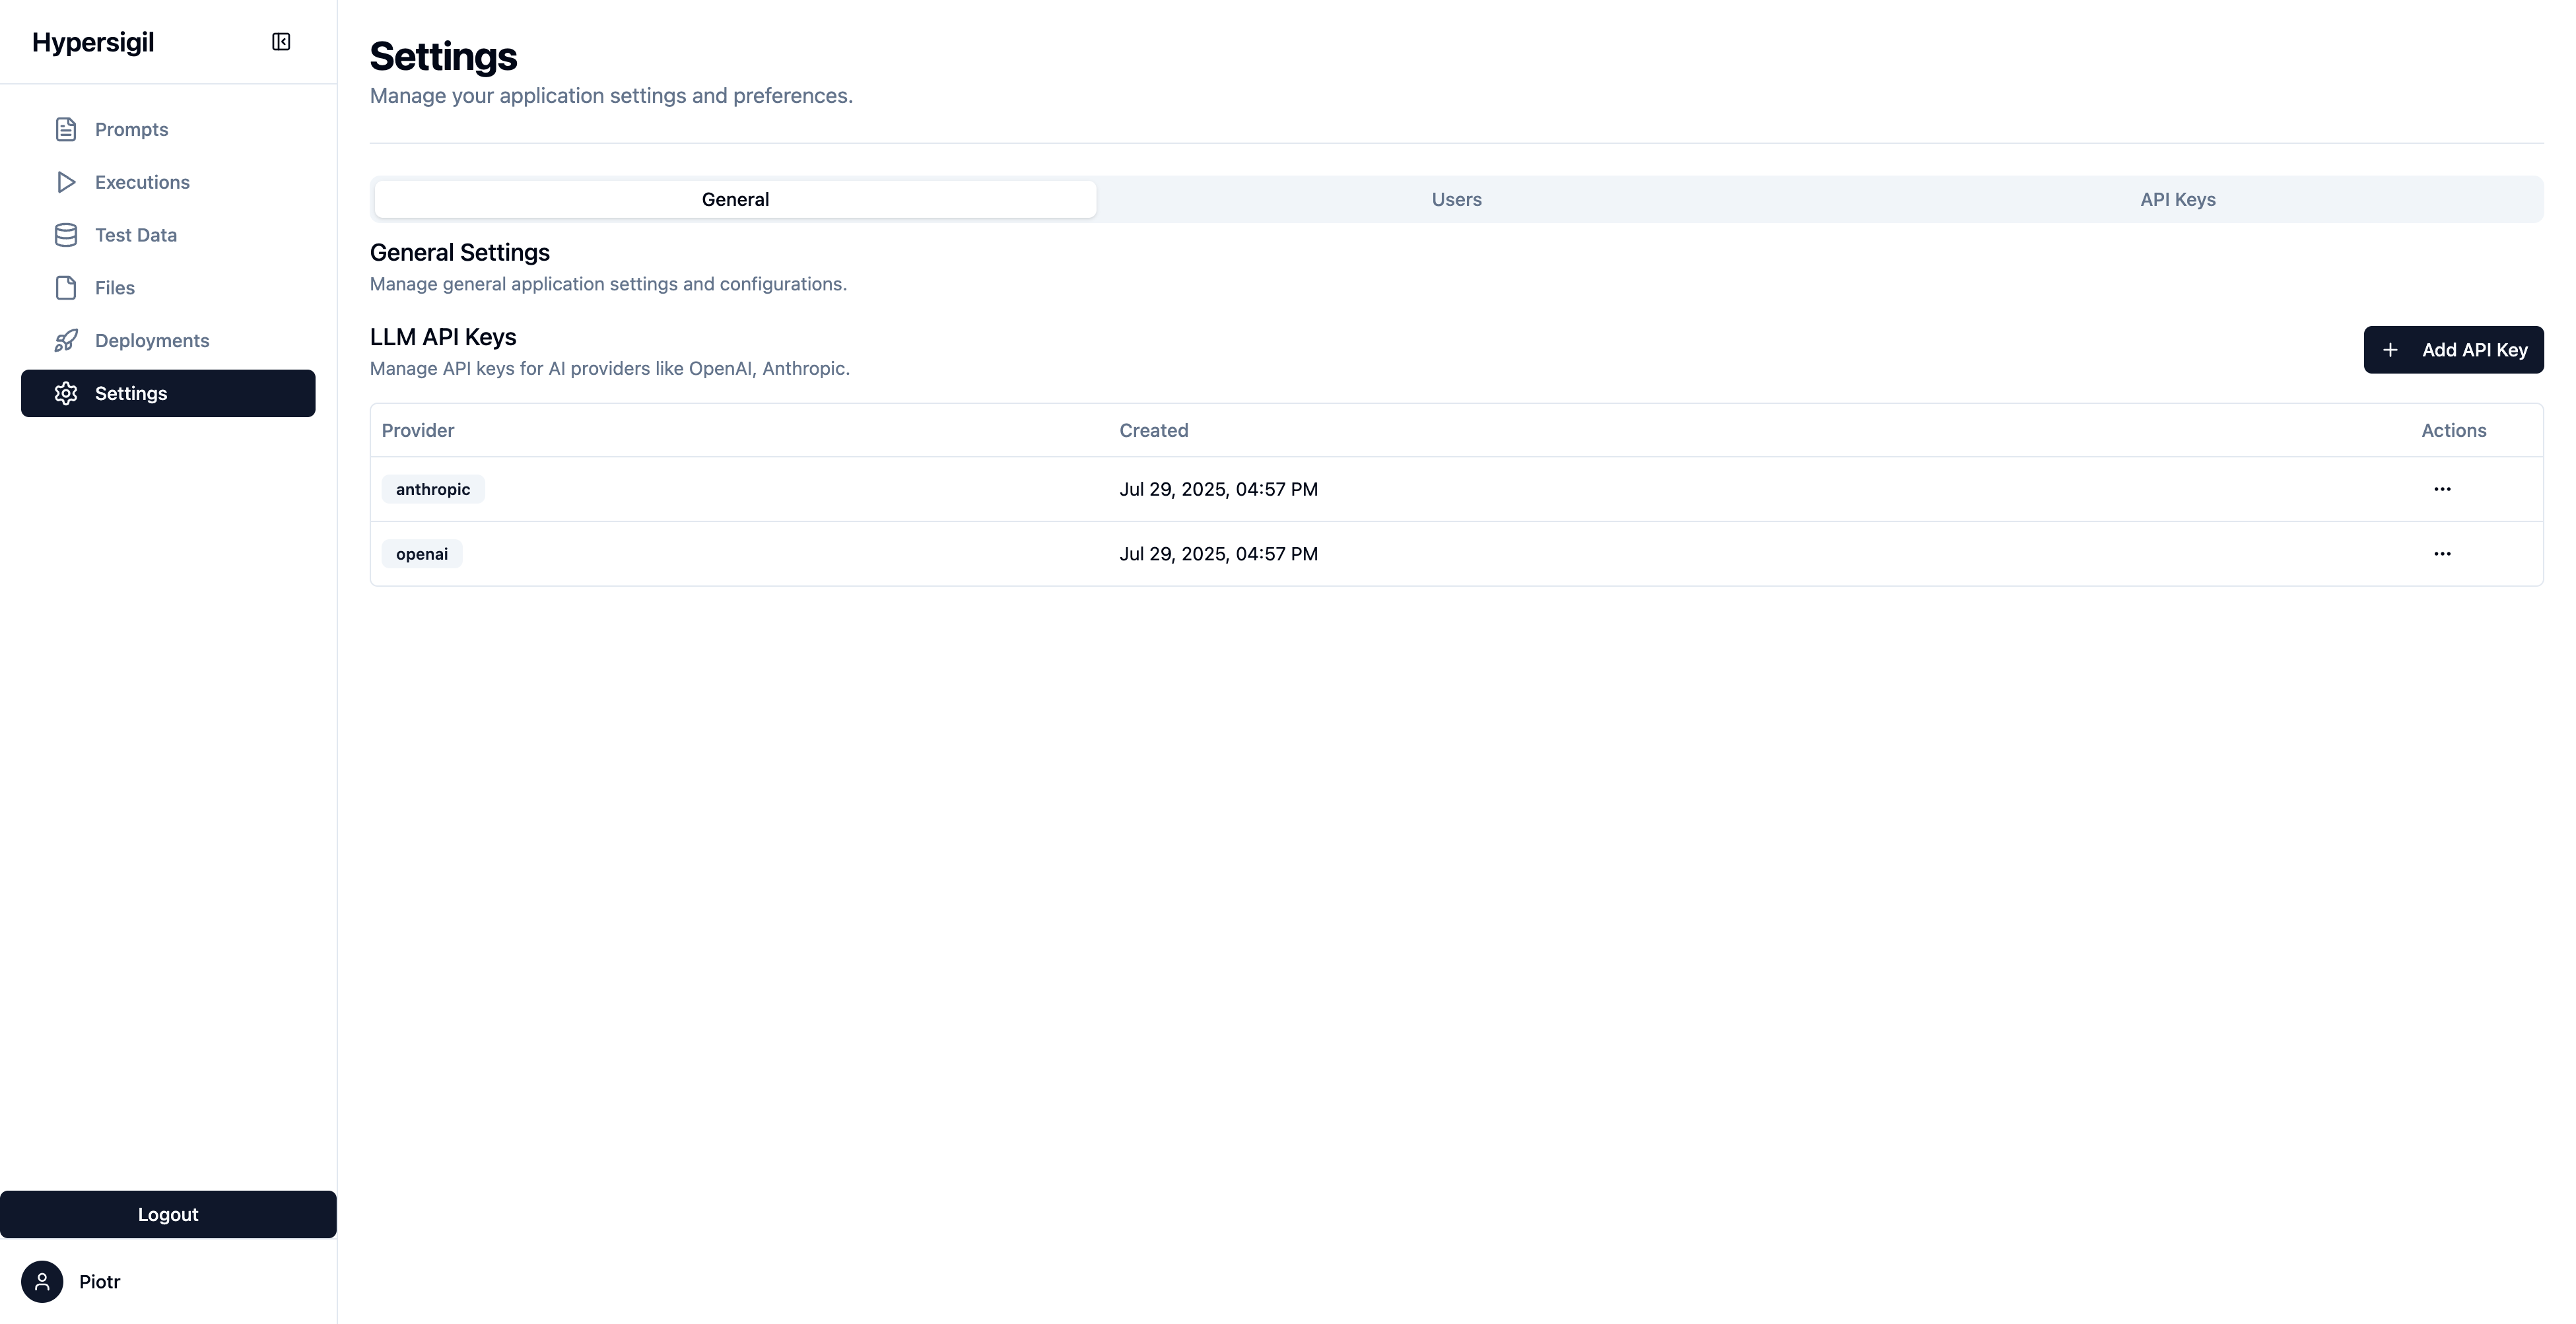 Hypersigil
Prompts
Executions
Test Data
Files
Deployments
Settings
Logout
Piotr
Settings
Manage your application settings and preferences.
General Users API Keys
General Settings
Manage general application settings and configurations.
LLM API Keys
Manage API keys for AI providers like OpenAI, Anthropic.
Add API Key
Provider Created Actions
anthropic Jul 29, 2025, 04:57 PM
openai Jul 29, 2025, 04:57 PM